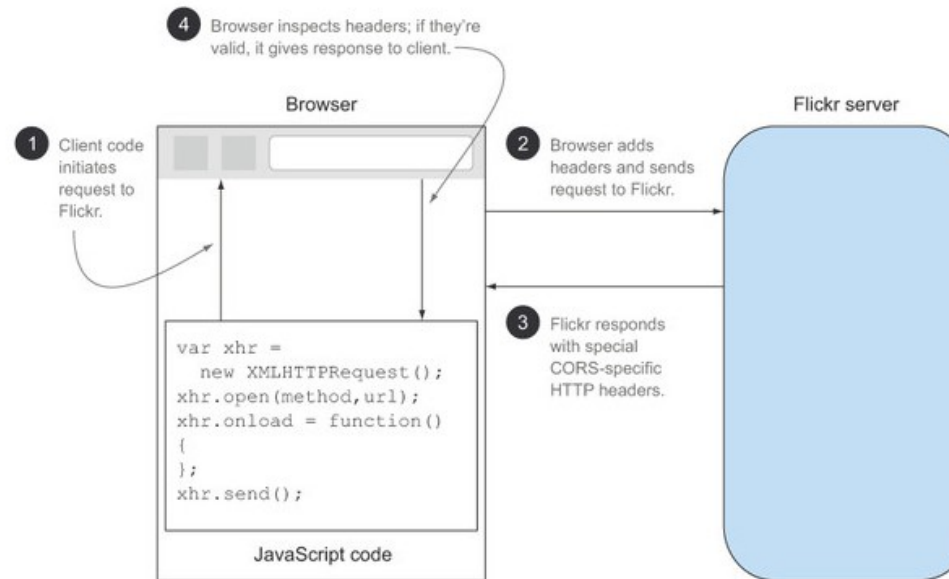 4 Browser inspects headers; if they're
valid, it gives response to client.
Browser
Flickr server
1 Client code
initiates
request to
Flickr.
2 Browser adds
headers and sends
request to Flickr.
3 Flickr responds
with special
CORS-specific
HTTP headers.
var xhr =
new XMLHTTPRequest();
xhr.open(method,url);
xhr.onload = function()
{
};
xhr.send();
JavaScript code